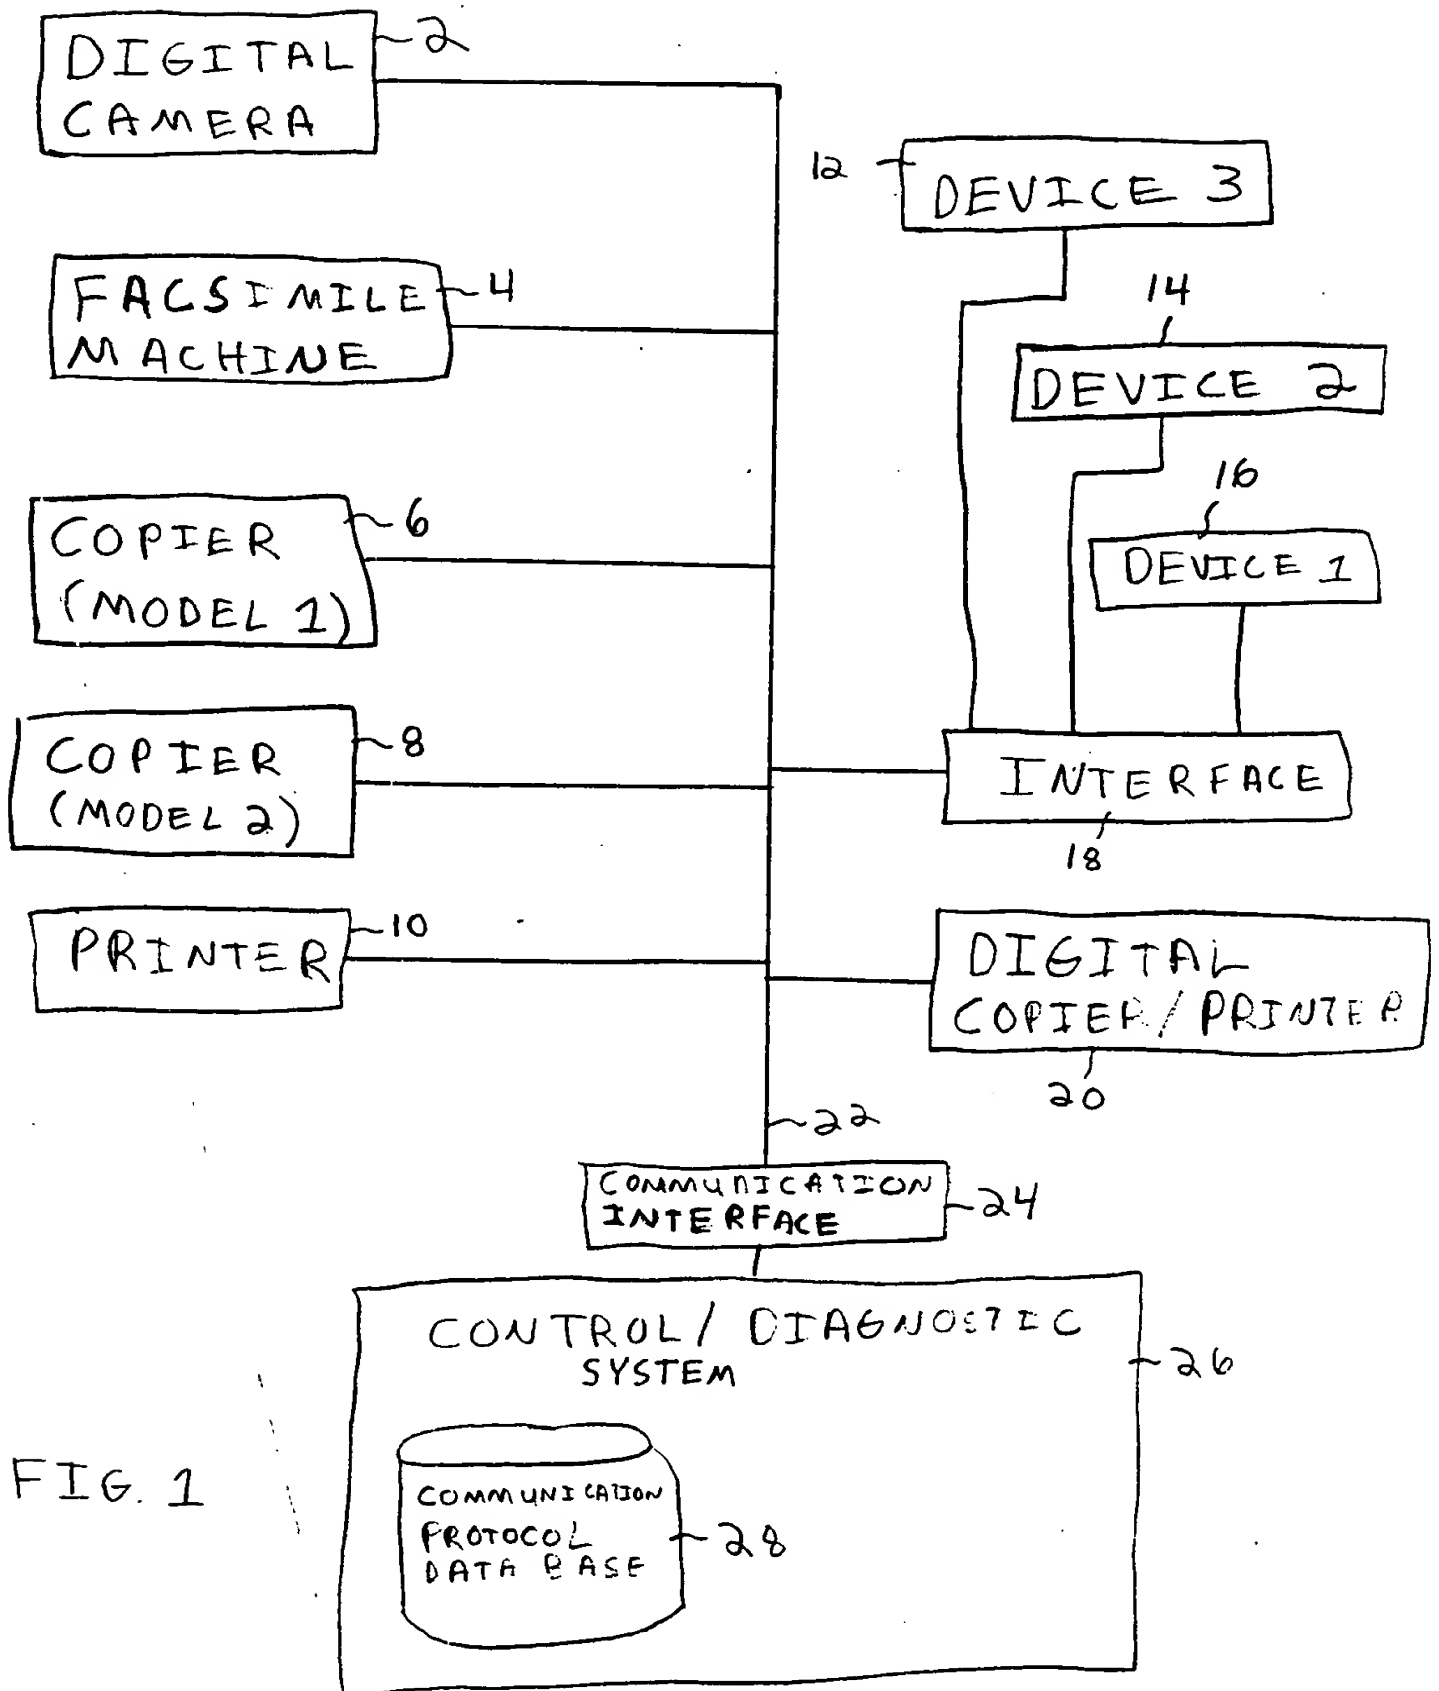 DIGITAL
CAMERA
2
FACSIMILE
MACHINE
4
COPIER
(MODEL 1)
6
COPIER
(MODEL 2)
8
PRINTER
10
12
DEVICE 3
14
DEVICE 2
16
DEVICE 1
INTERFACE
18
DIGITAL
COPIER/PRINTER
20
22
COMMUNICATION
INTERFACE
24
CONTROL/DIAGNOSTIC
SYSTEM
26
COMMUNICATION
PROTOCOL
DATA BASE
28
FIG. 1